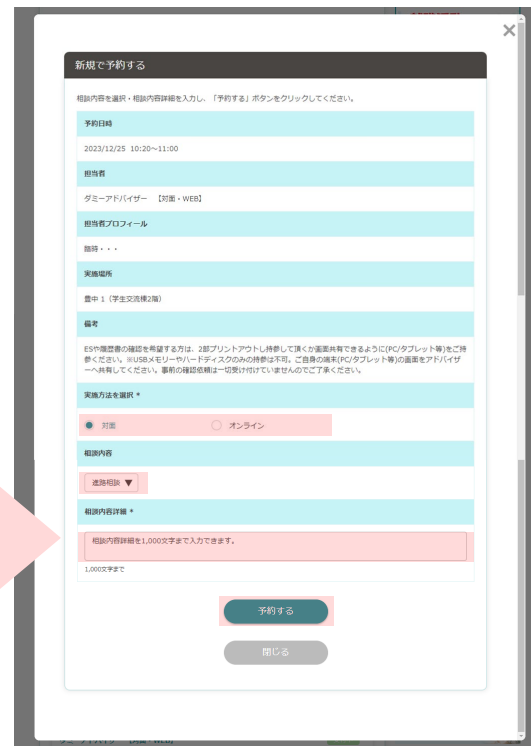 ×
新規で予約する
相談内容を選択・相談内容詳細を入力し、「予約する」ボタンをクリックしてください。
予約日時
2023/12/25 10:20～11:00
担当者
ダミーアドバイザー 【対面・WEB】
担当者プロフィール
臨時・・・
実施場所
豊中 1（学生交流棟2階）
備考
ESや履歴書の確認を希望する方は、2部プリントアウトし持参して頂くか画面共有できるように(PC/タブレット等)をご持
参ください。※USBメモリーやハードディスクのみの持参は不可。ご自身の端末(PC/タブレット等)の画面をアドバイザ
ーへ共有してください。事前の確認依頼は一切受け付けていませんのでご了承ください。
実施方法を選択 *
対面 オンライン
相談内容
進路相談 ▼
相談内容詳細 *
相談内容詳細を1,000文字まで入力できます。
1,000文字まで
予約する
閉じる